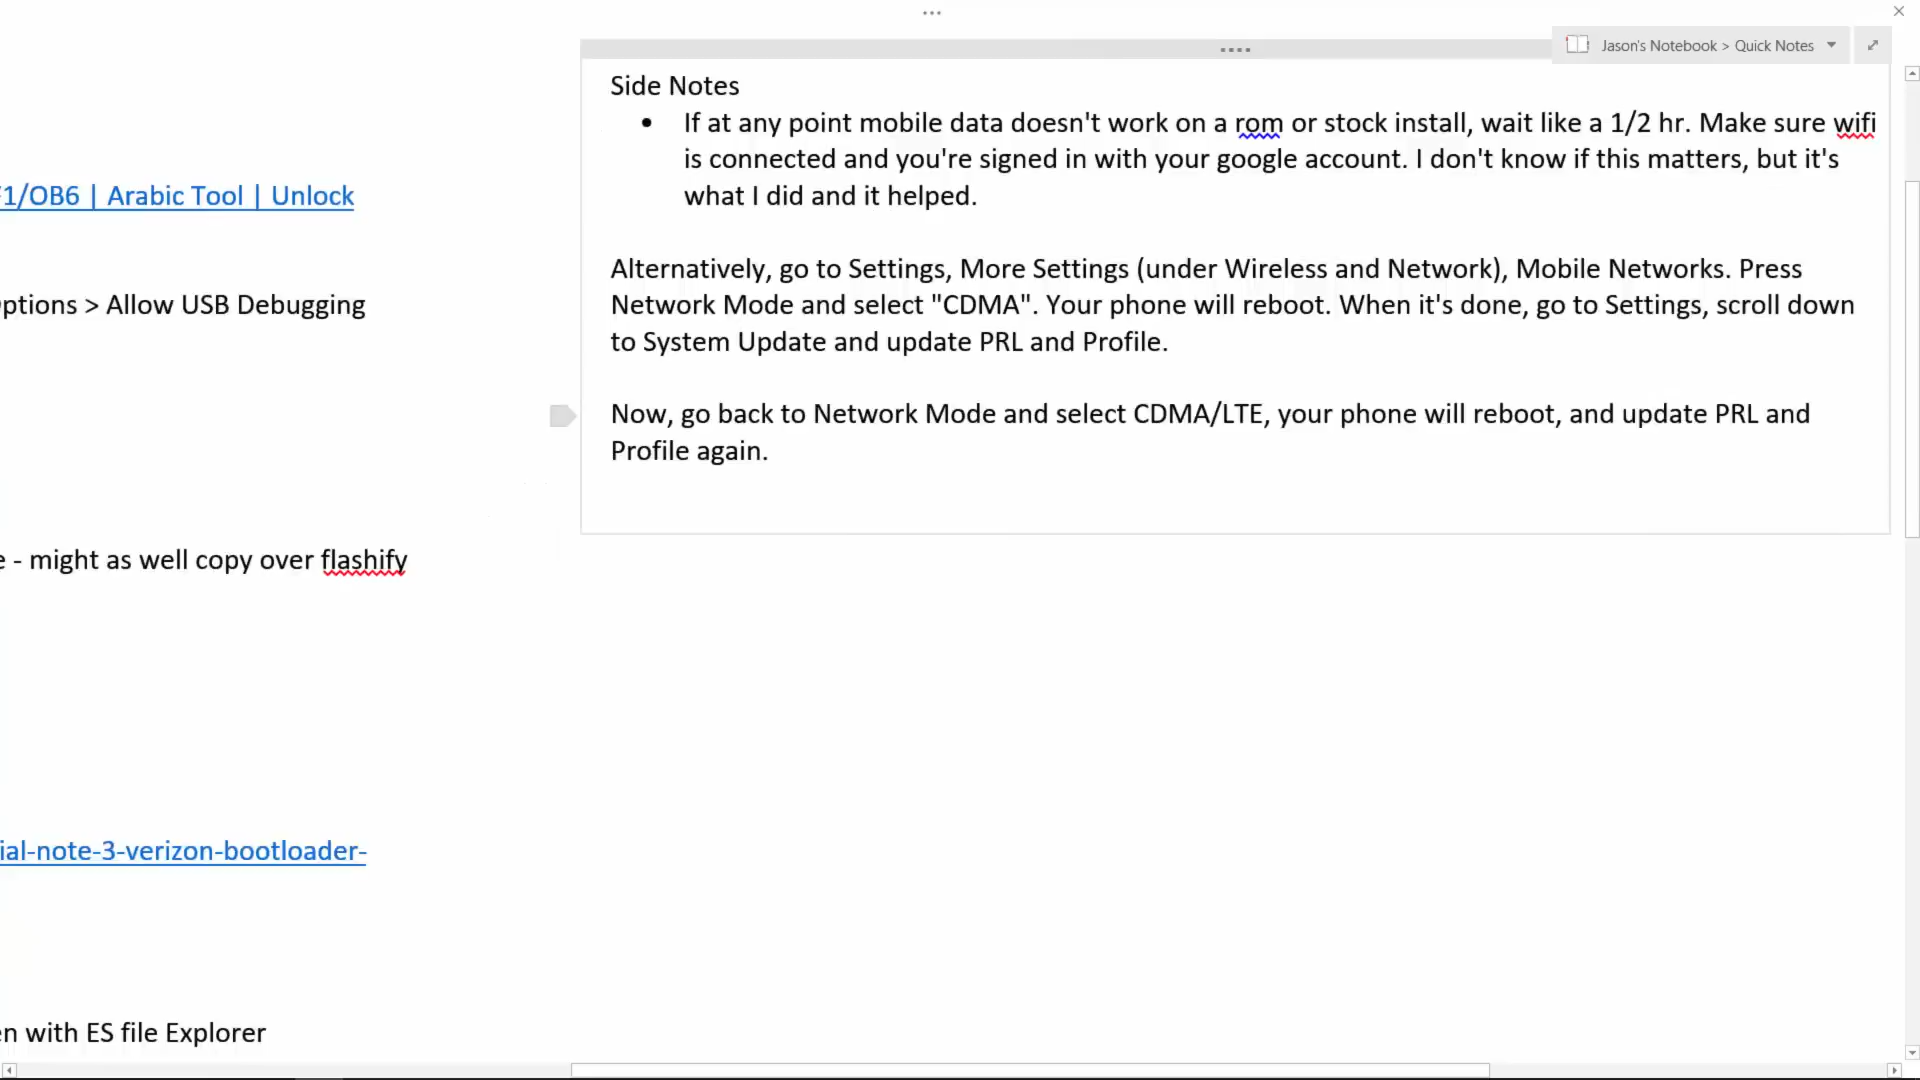 Jason's Notebook > Quick Notes
Side Notes
• If at any point mobile data doesn't work on a rom or stock install, wait like a 1/2 hr. Make sure wifi
is connected and you're signed in with your google account. I don't know if this matters, but it's
what I did and it helped.
Alternatively, go to Settings, More Settings (under Wireless and Network), Mobile Networks. Press
Network Mode and select "CDMA". Your phone will reboot. When it's done, go to Settings, scroll down
to System Update and update PRL and Profile.
Now, go back to Network Mode and select CDMA/LTE, your phone will reboot, and update PRL and
Profile again.
1/OB6 | Arabic Tool | Unlock
ptions > Allow USB Debugging
e - might as well copy over flashify
ial-note-3-verizon-bootloader-
en with ES file Explorer